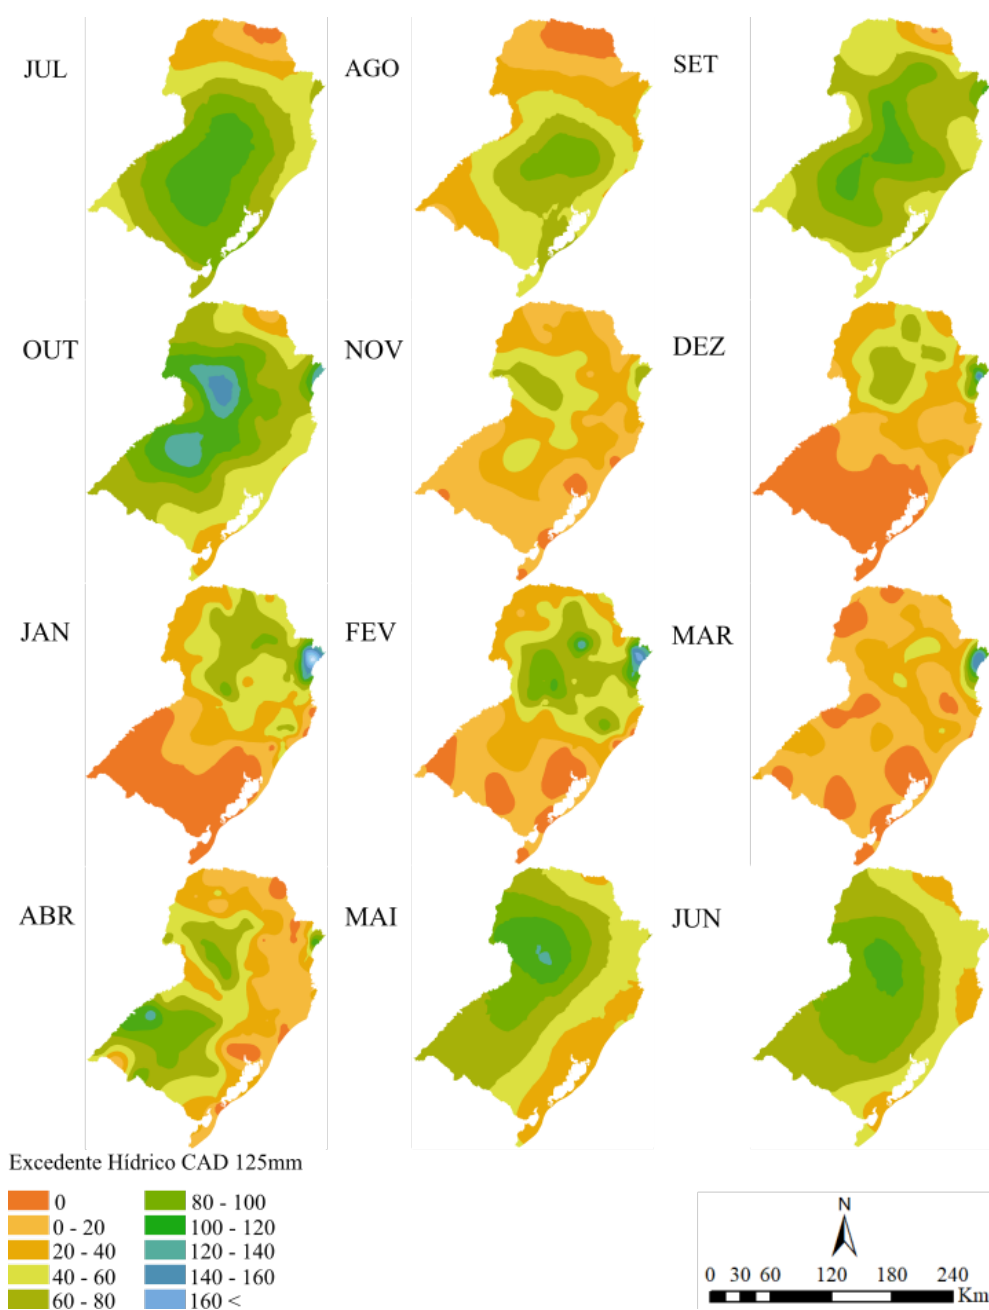 JUL
AGO
SET
OUT
NOV
DEZ
JAN
FEV
MAR
ABR
MAI
JUN
Excedente Hídrico CAD 125mm
0
0 - 20
20 - 40
40 - 60
60 - 80
80 - 100
100 - 120
120 - 140
140 - 160
160 <
N
0 30 60 120 180 240
Km